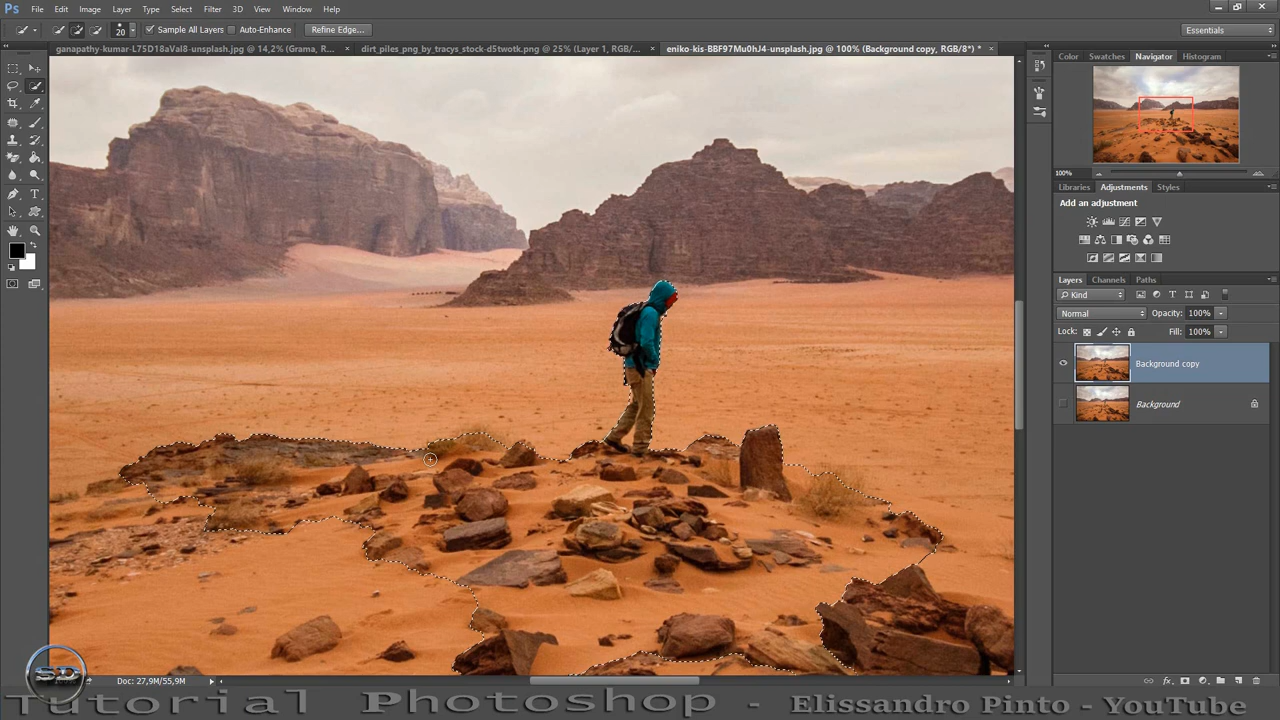 Ps File Edit Image Layer Type Select Filter 3D View Window Help
20 Sample All Layers Auto-Enhance Refine Edge... Essentials
ganapathy-kumar-L75D18aVal8-unsplash.jpg @ 14,2% (Grama, R... × dirt_piles_png_by_tracys_stock-d5twotk.png @ 25% (Layer 1, RGB/... × eniko-kis-BBF97Mu0hJ4-unsplash.jpg @ 100% (Background copy, RGB/8*) * ×
Color Swatches Navigator Histogram
100%
Libraries Adjustments Styles
Add an adjustment
Layers Channels Paths
Kind
Normal Opacity: 100%
Lock: Fill: 100%
Background copy
Background
SD
Doc: 27,9M/55,9M
Tutorial Photoshop - Elissandro Pinto - YouTube